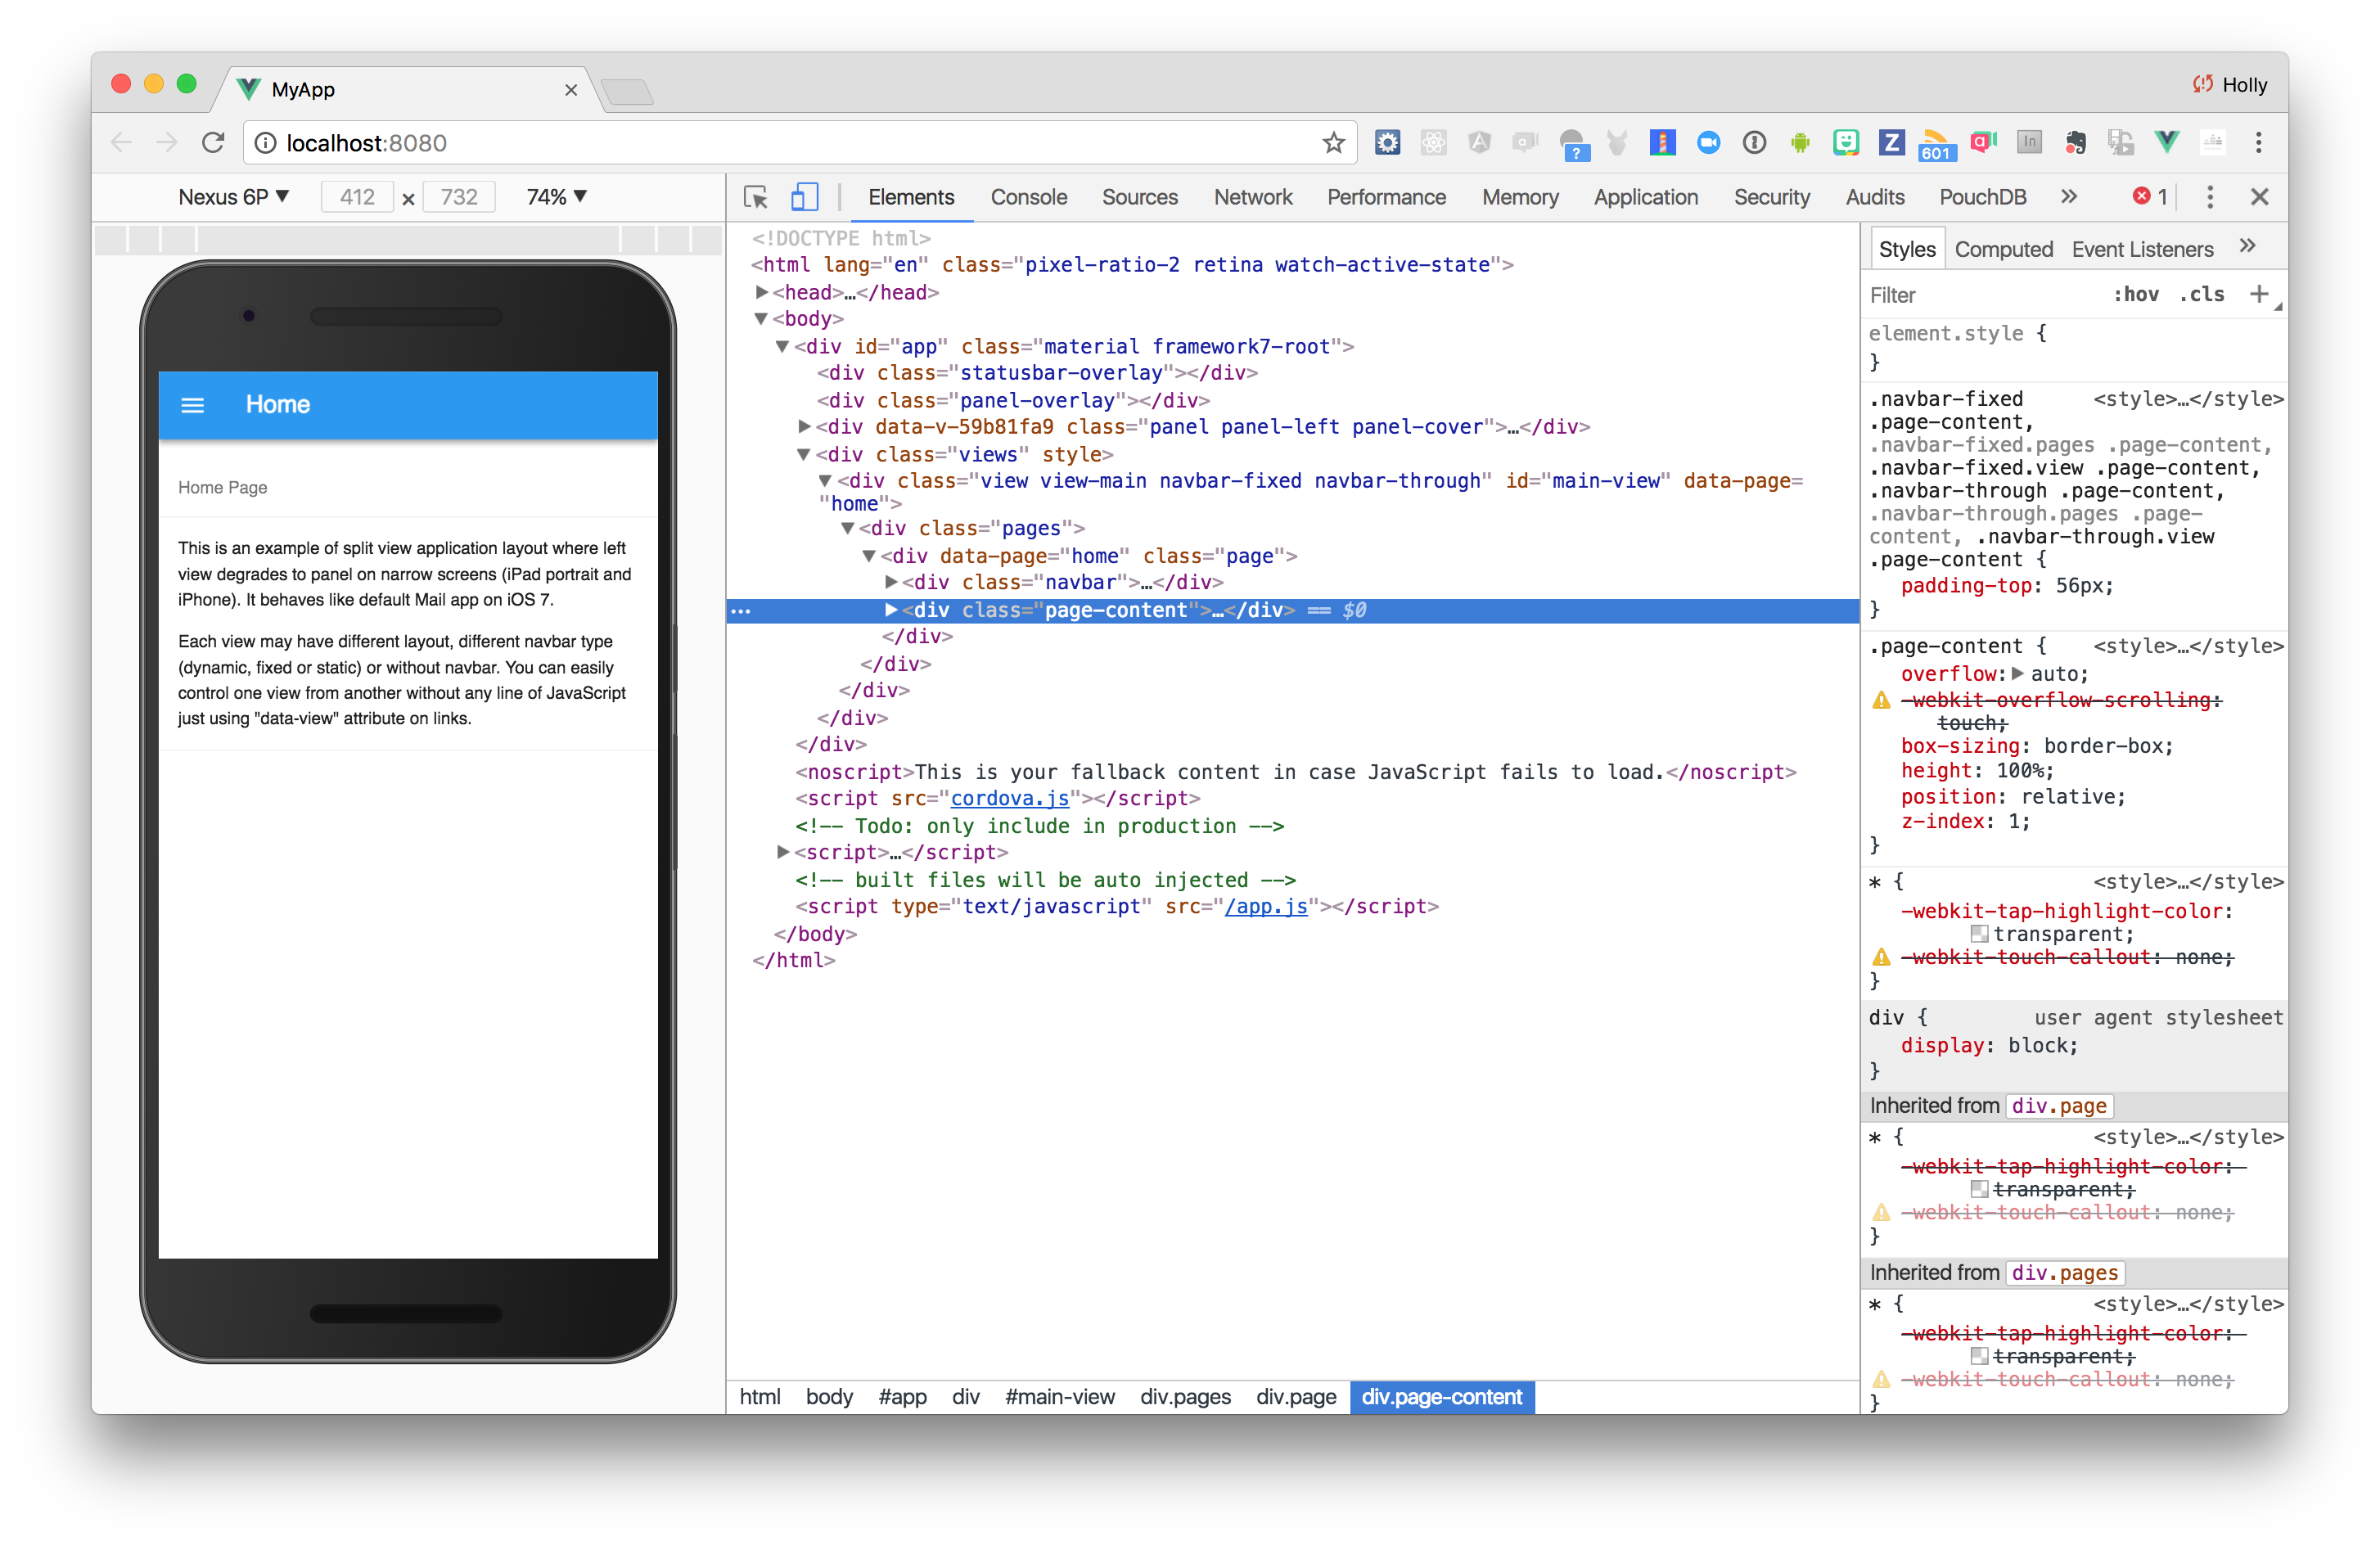 MyApp
Holly
localhost:8080
?
601
Nexus 6P ▼ 412 × 732 74% ▼
Elements Console Sources Network Performance Memory Application Security Audits PouchDB » 1
Home
Home Page
This is an example of split view application layout where left
view degrades to panel on narrow screens (iPad portrait and
iPhone). It behaves like default Mail app on iOS 7.
Each view may have different layout, different navbar type
(dynamic, fixed or static) or without navbar. You can easily
control one view from another without any line of JavaScript
just using "data-view" attribute on links.
<!DOCTYPE html>
<html lang="en" class="pixel-ratio-2 retina watch-active-state">
▶<head>…</head>
▼<body>
▼<div id="app" class="material framework7-root">
<div class="statusbar-overlay"></div>
<div class="panel-overlay"></div>
▶<div data-v-59b81fa9 class="panel panel-left panel-cover">…</div>
▼<div class="views" style>
▼<div class="view view-main navbar-fixed navbar-through" id="main-view" data-page=
"home">
▼<div class="pages">
▼<div data-page="home" class="page">
▶<div class="navbar">…</div>
… ▶<div class="page-content">…</div> == $0
</div>
</div>
</div>
</div>
</div>
<noscript>This is your fallback content in case JavaScript fails to load.</noscript>
<script src="cordova.js"></script>
<!-- Todo: only include in production -->
▶<script>…</script>
<!-- built files will be auto injected -->
<script type="text/javascript" src="/app.js"></script>
</body>
</html>
html body #app div #main-view div.pages div.page div.page-content
Styles Computed Event Listeners »
Filter :hov .cls +
element.style {
}
.navbar-fixed <style>…</style>
.page-content,
.navbar-fixed.pages .page-content,
.navbar-fixed.view .page-content,
.navbar-through .page-content,
.navbar-through.pages .page-
content, .navbar-through.view
.page-content {
padding-top: 56px;
}
.page-content { <style>…</style>
overflow:▶auto;
-webkit-overflow-scrolling:
touch;
box-sizing: border-box;
height: 100%;
position: relative;
z-index: 1;
}
* { <style>…</style>
-webkit-tap-highlight-color:
transparent;
-webkit-touch-callout: none;
}
div { user agent stylesheet
display: block;
}
Inherited from div.page
* { <style>…</style>
-webkit-tap-highlight-color:
transparent;
-webkit-touch-callout: none;
}
Inherited from div.pages
* { <style>…</style>
-webkit-tap-highlight-color:
transparent;
-webkit-touch-callout: none;
}